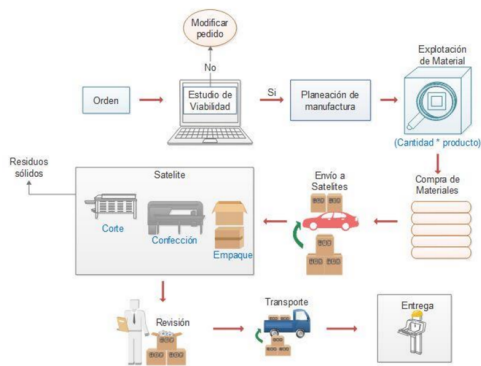 Modificar
pedido
No
Orden
Estudio de
Viabilidad
Si
Planeación de
manufactura
Explotación
de Material
(Cantidad * producto)
Residuos
sólidos
Satelite
Corte
Confección
Empaque
Envío a
Satelites
Compra de
Materiales
Revisión
Transporte
Entrega